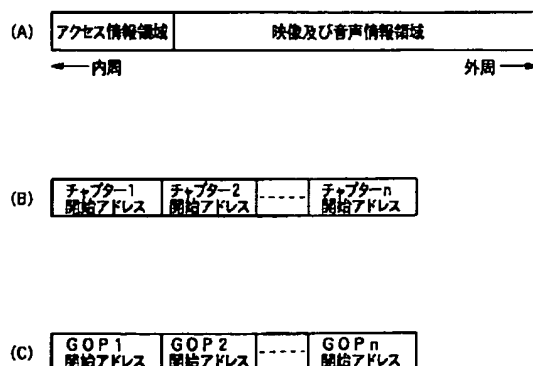 (A) アクセス情報領域 映像及び音声情報領域
内周 外周
(B) チャプター1 チャプター2 チャプターn
開始アドレス 開始アドレス ----- 開始アドレス
(C) GOP1 GOP2 GOPn
開始アドレス 開始アドレス ----- 開始アドレス